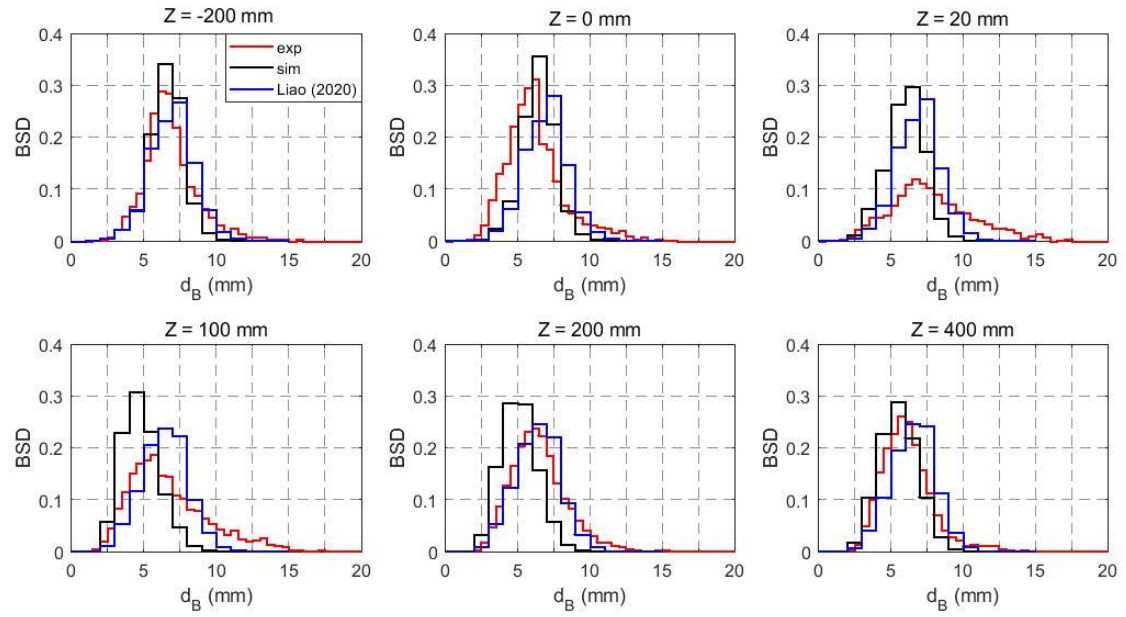 Z = -200 mm
Z = 0 mm
Z = 20 mm
0.4
0.3
0.2
0.1
0
BSD
exp
sim
Liao (2020)
0 5 10 15 20
d_B (mm)
0.4
0.3
0.2
0.1
0
BSD
0 5 10 15 20
d_B (mm)
0.4
0.3
0.2
0.1
0
BSD
0 5 10 15 20
d_B (mm)
Z = 100 mm
Z = 200 mm
Z = 400 mm
0.4
0.3
0.2
0.1
0
BSD
0 5 10 15 20
d_B (mm)
0.4
0.3
0.2
0.1
0
BSD
0 5 10 15 20
d_B (mm)
0.4
0.3
0.2
0.1
0
BSD
0 5 10 15 20
d_B (mm)